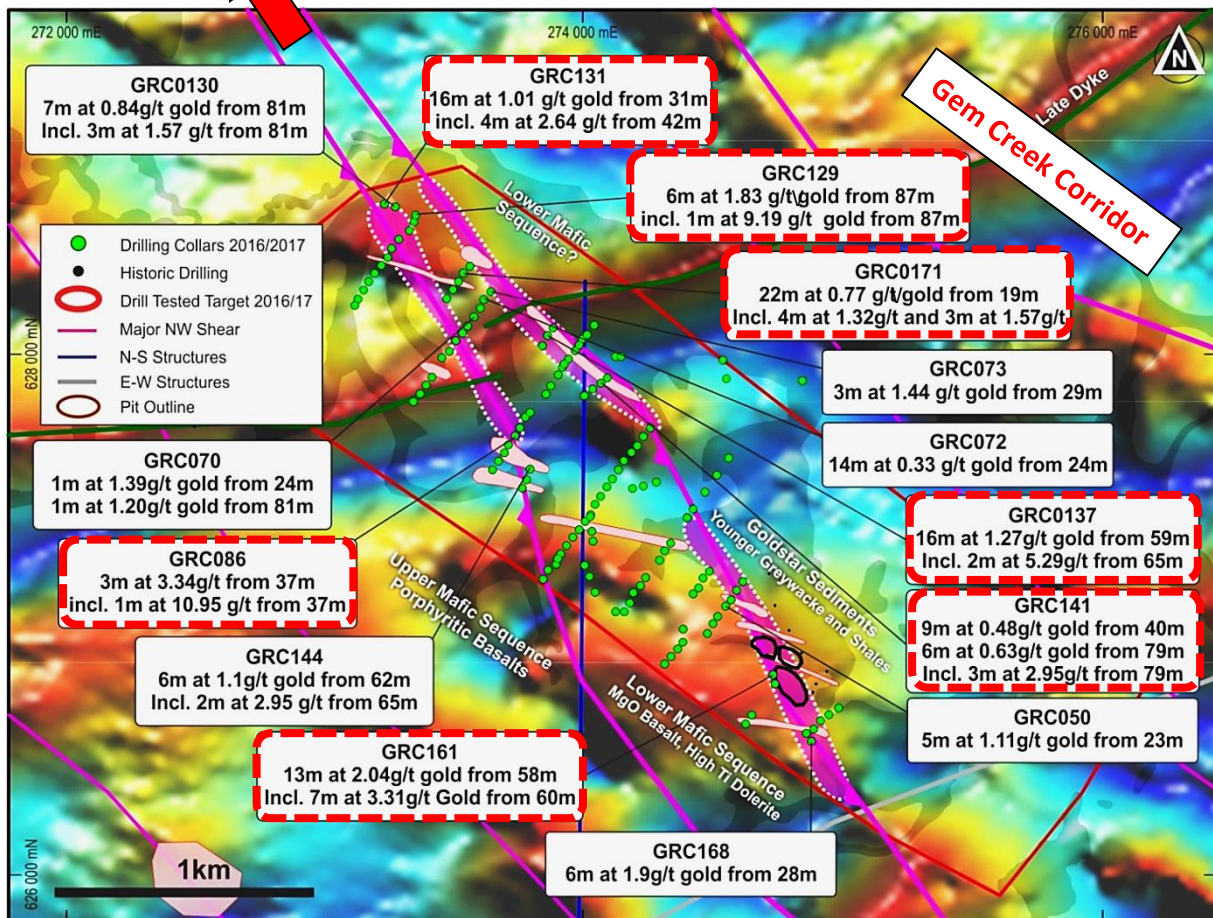 272 000 mE
274 000 mE
276 000 mE
N
GRC0130
7m at 0.84g/t gold from 81m
Incl. 3m at 1.57 g/t from 81m
GRC131
16m at 1.01 g/t gold from 31m
incl. 4m at 2.64 g/t from 42m
Gem Creek Corridor
Late Dyke
GRC129
6m at 1.83 g/t gold from 87m
incl. 1m at 9.19 g/t gold from 87m
Lower Mafic
Sequence?
Drilling Collars 2016/2017
Historic Drilling
Drill Tested Target 2016/17
Major NW Shear
N-S Structures
E-W Structures
Pit Outline
GRC0171
22m at 0.77 g/t/gold from 19m
Incl. 4m at 1.32g/t and 3m at 1.57g/t
628 000 mN
GRC073
3m at 1.44 g/t gold from 29m
GRC072
14m at 0.33 g/t gold from 24m
GRC070
1m at 1.39g/t gold from 24m
1m at 1.20g/t gold from 81m
GRC0137
16m at 1.27g/t gold from 59m
Incl. 2m at 5.29g/t from 65m
GRC086
3m at 3.34g/t from 37m
incl. 1m at 10.95 g/t from 37m
Upper Mafic Sequence
Porphyritic Basalts
Goldstar Sediments
Younger Greywacke and Shales
GRC141
9m at 0.48g/t gold from 40m
6m at 0.63g/t gold from 79m
Incl. 3m at 2.95g/t from 79m
GRC144
6m at 1.1g/t gold from 62m
Incl. 2m at 2.95 g/t from 65m
Lower Mafic Sequence
MgO Basalt, High TI Dolerite
GRC050
5m at 1.11g/t gold from 23m
GRC161
13m at 2.04g/t gold from 58m
Incl. 7m at 3.31g/t Gold from 60m
GRC168
6m at 1.9g/t gold from 28m
1km
626 000 mN